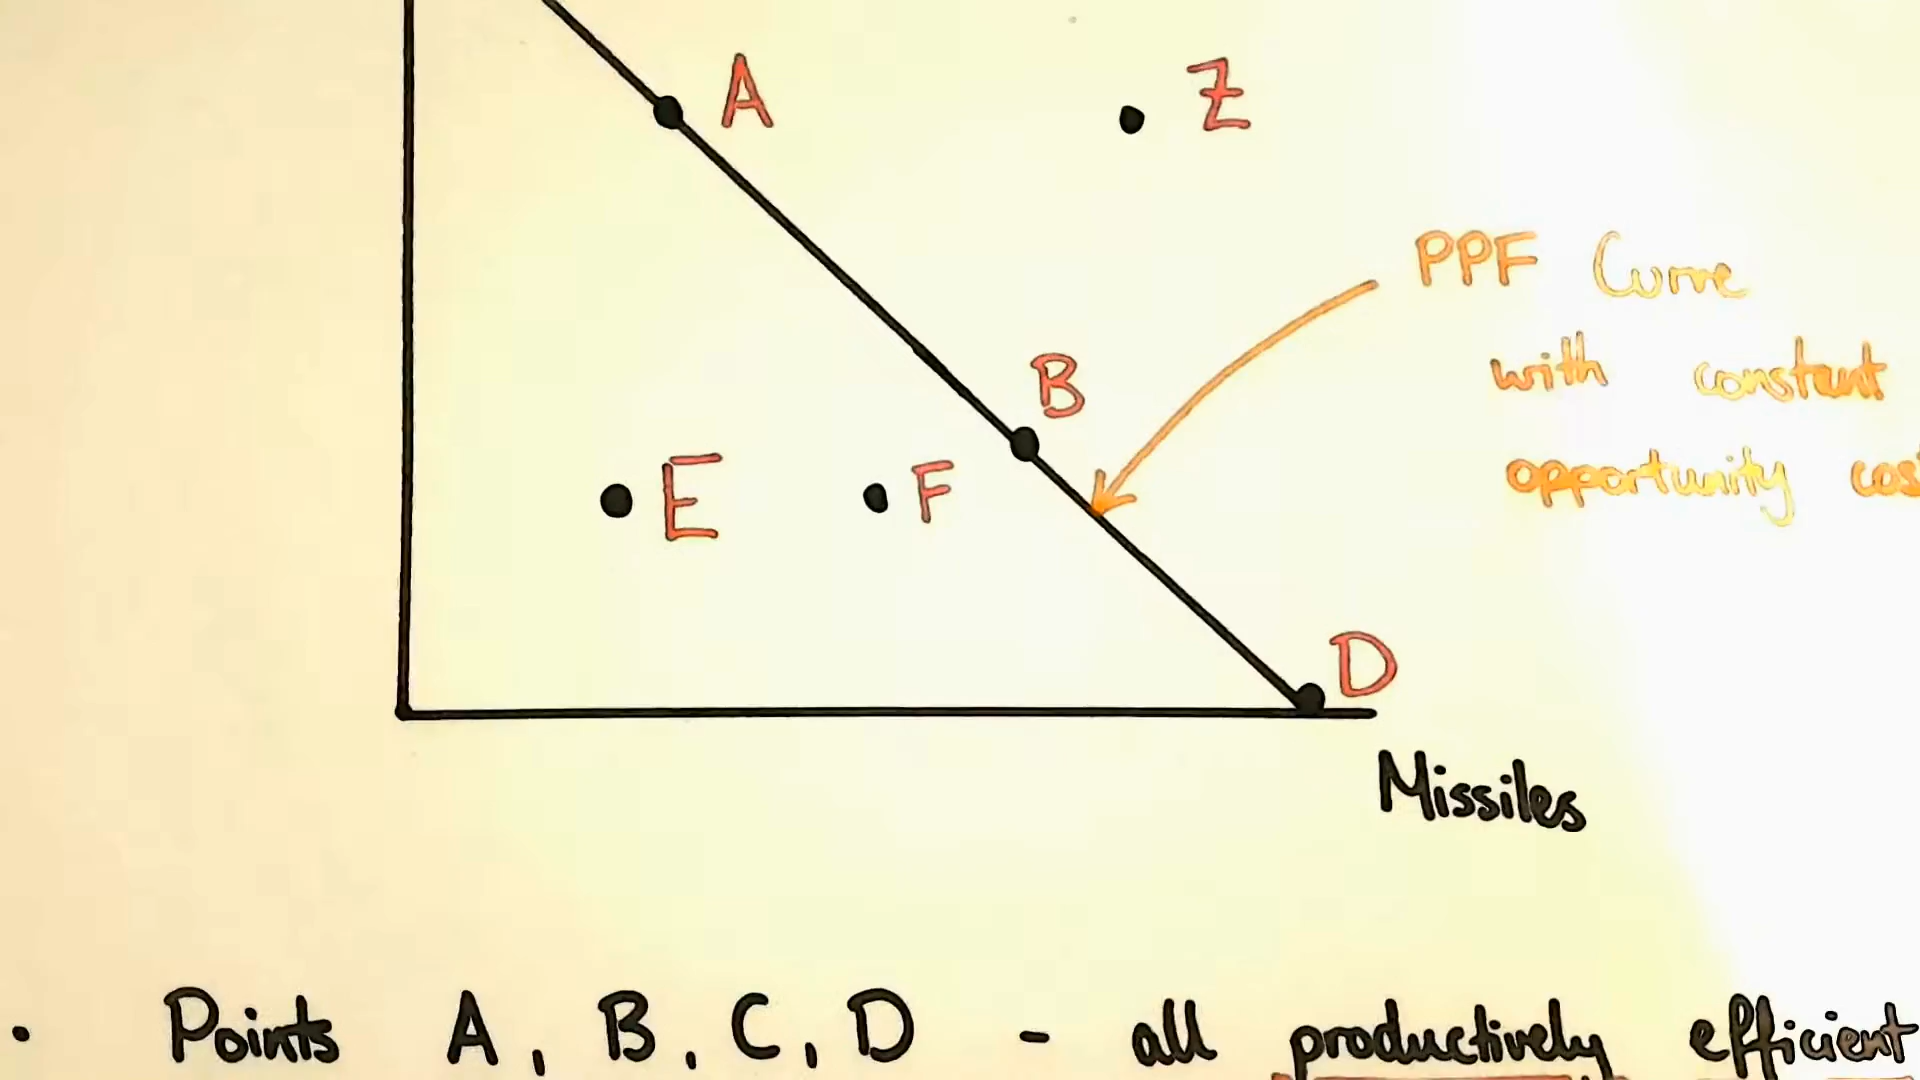 A
Z
PPF Curve
with constant
opportunity
B
E
F
D
Missiles
• Points A, B, C, D - all productively efficient